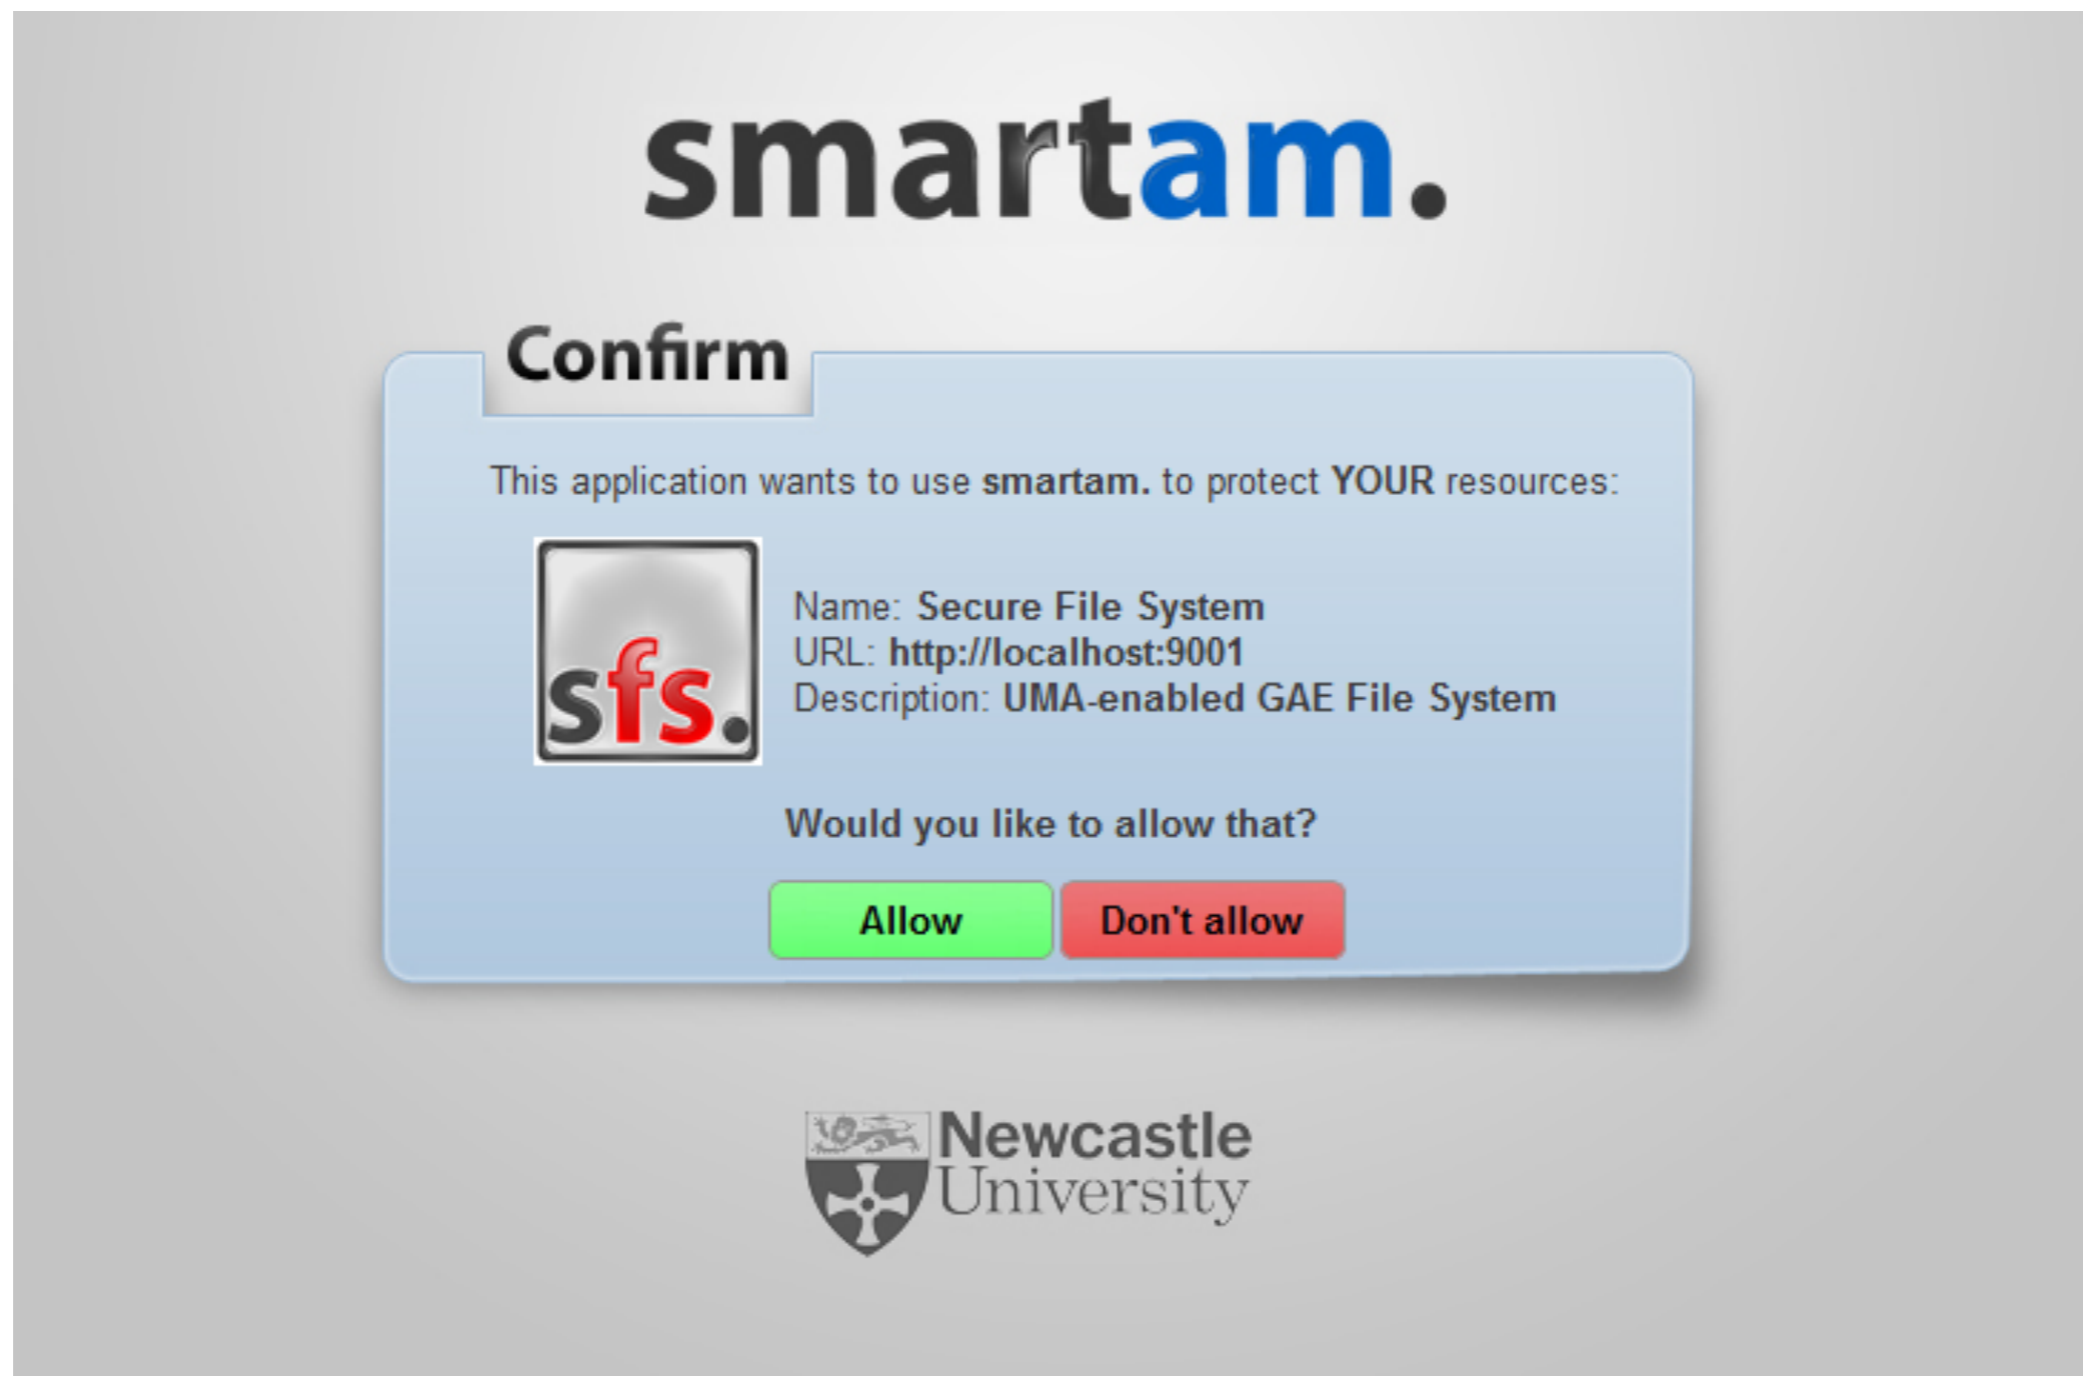 smartam.
Confirm
This application wants to use smartam. to protect YOUR resources:
sfs.
Name: Secure File System
URL: http://localhost:9001
Description: UMA-enabled GAE File System
Would you like to allow that?
Allow
Don't allow
Newcastle
University